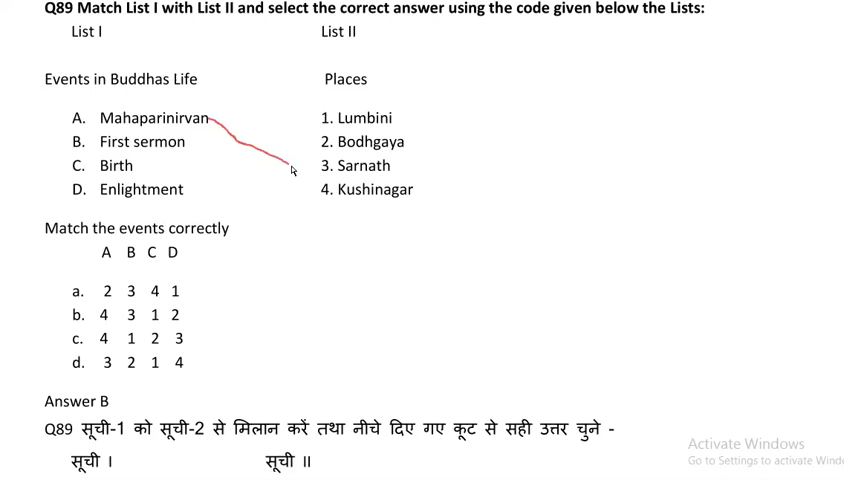 Q89 Match List I with List II and select the correct answer using the code given below the Lists:
List I List II
Events in Buddhas Life Places
A. Mahaparinirvan 1. Lumbini
B. First sermon 2. Bodhgaya
C. Birth 3. Sarnath
D. Enlightment 4. Kushinagar
Match the events correctly
A B C D
a. 2 3 4 1
b. 4 3 1 2
c. 4 1 2 3
d. 3 2 1 4
Answer B
Q89 सूची-1 को सूची-2 से मिलान करें तथा नीचे दिए गए कूट से सही उत्तर चुने -
सूची I सूची II
Activate Windows
Go to Settings to activate Wind